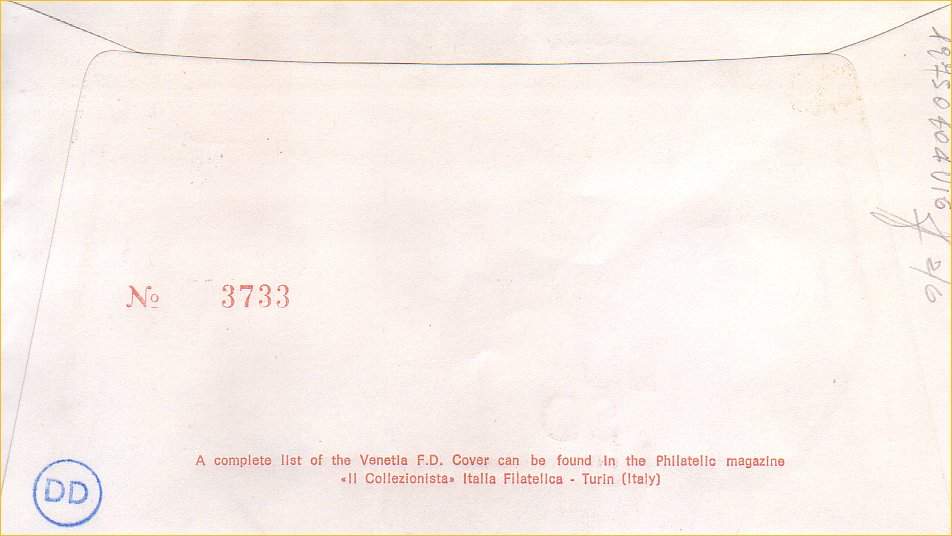 Nº 3733
A complete list of the Venetia F.D. Cover can be found in the Philatelic magazine
«Il Collezionista» Italia Filatelica - Turin (Italy)
DD